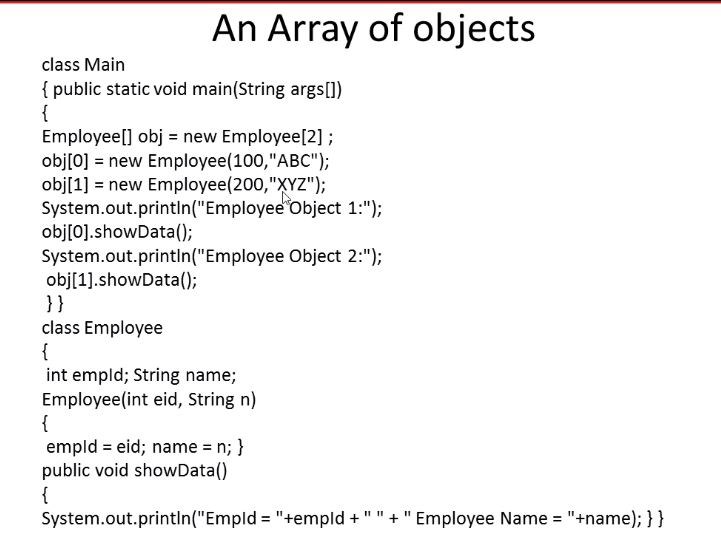 An Array of objects
class Main
{ public static void main(String args[])
{
Employee[] obj = new Employee[2] ;
obj[0] = new Employee(100,"ABC");
obj[1] = new Employee(200,"XYZ");
System.out.println("Employee Object 1:");
obj[0].showData();
System.out.println("Employee Object 2:");
obj[1].showData();
} }
class Employee
{
int empId; String name;
Employee(int eid, String n)
{
empId = eid; name = n; }
public void showData()
{
System.out.println("EmpId = "+empId + " " + " Employee Name = "+name); } }